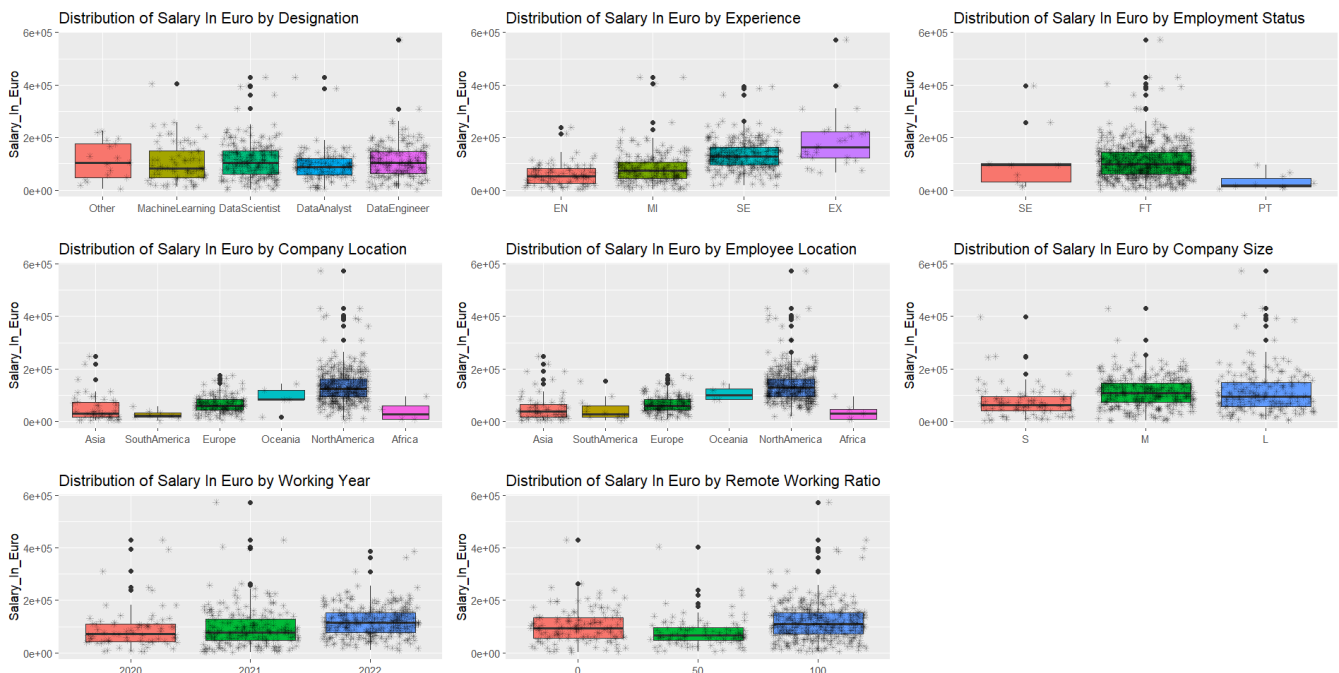 Distribution of Salary In Euro by Designation
Salary_In_Euro
6e+05
4e+05
2e+05
0e+00
Other MachineLearning DataScientist DataAnalyst DataEngineer
Distribution of Salary In Euro by Experience
Salary_In_Euro
6e+05
4e+05
2e+05
0e+00
EN MI SE EX
Distribution of Salary In Euro by Employment Status
Salary_In_Euro
6e+05
4e+05
2e+05
0e+00
SE FT PT
Distribution of Salary In Euro by Company Location
Salary_In_Euro
6e+05
4e+05
2e+05
0e+00
Asia SouthAmerica Europe Oceania NorthAmerica Africa
Distribution of Salary In Euro by Employee Location
Salary_In_Euro
6e+05
4e+05
2e+05
0e+00
Asia SouthAmerica Europe Oceania NorthAmerica Africa
Distribution of Salary In Euro by Company Size
Salary_In_Euro
6e+05
4e+05
2e+05
0e+00
S M L
Distribution of Salary In Euro by Working Year
Salary_In_Euro
6e+05
4e+05
2e+05
0e+00
2020 2021 2022
Distribution of Salary In Euro by Remote Working Ratio
Salary_In_Euro
6e+05
4e+05
2e+05
0e+00
0 50 100